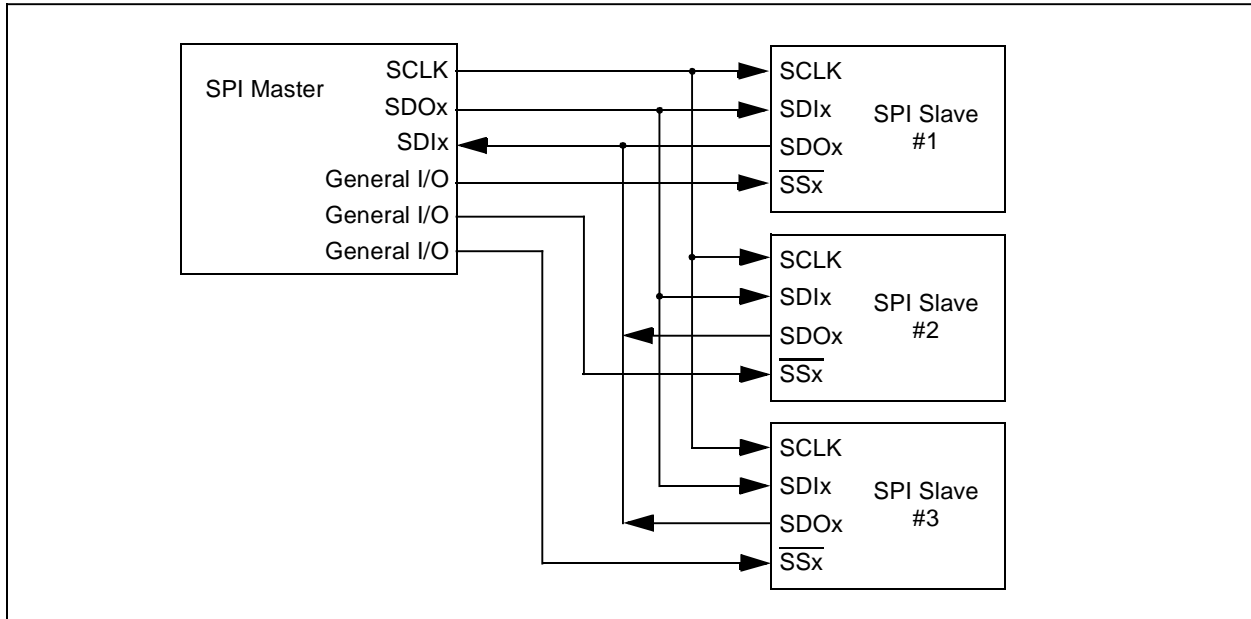 SPI Master
SCLK
SDOx
SDIx
General I/O
General I/O
General I/O
SCLK
SDIx
SDOx
SSx
SPI Slave
#1
SCLK
SDIx
SDOx
SSx
SPI Slave
#2
SCLK
SDIx
SDOx
SSx
SPI Slave
#3